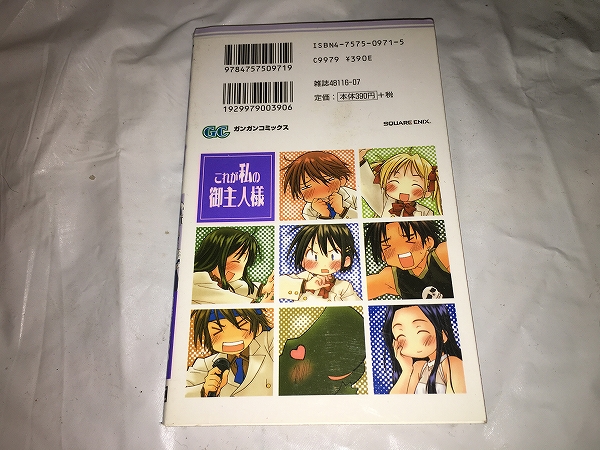 ISBN4-7575-0971-5
9784757509719
C9979 ¥390E
雑誌48116-07
1929979003906
定価：本体390円+税
GC ガンガンコミックス
SQUARE ENIX.
これが私の
御主人様